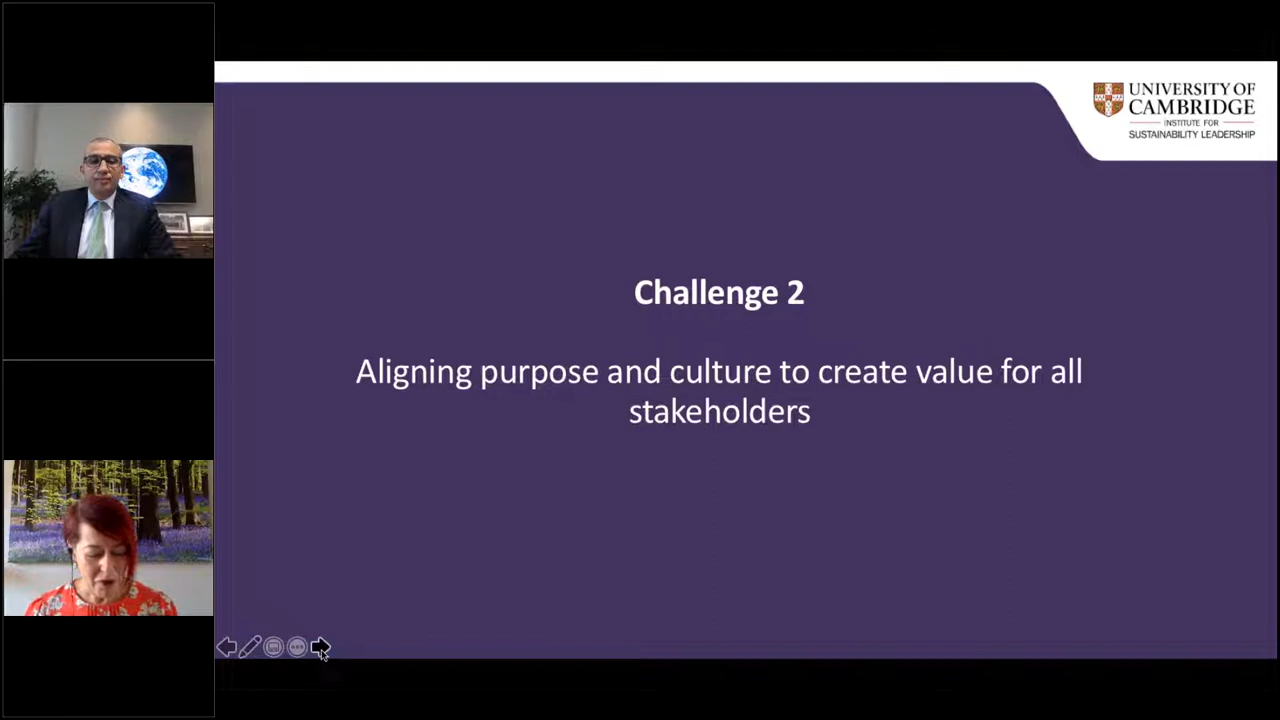 UNIVERSITY OF
CAMBRIDGE
INSTITUTE FOR
SUSTAINABILITY LEADERSHIP
Challenge 2
Aligning purpose and culture to create value for all
stakeholders